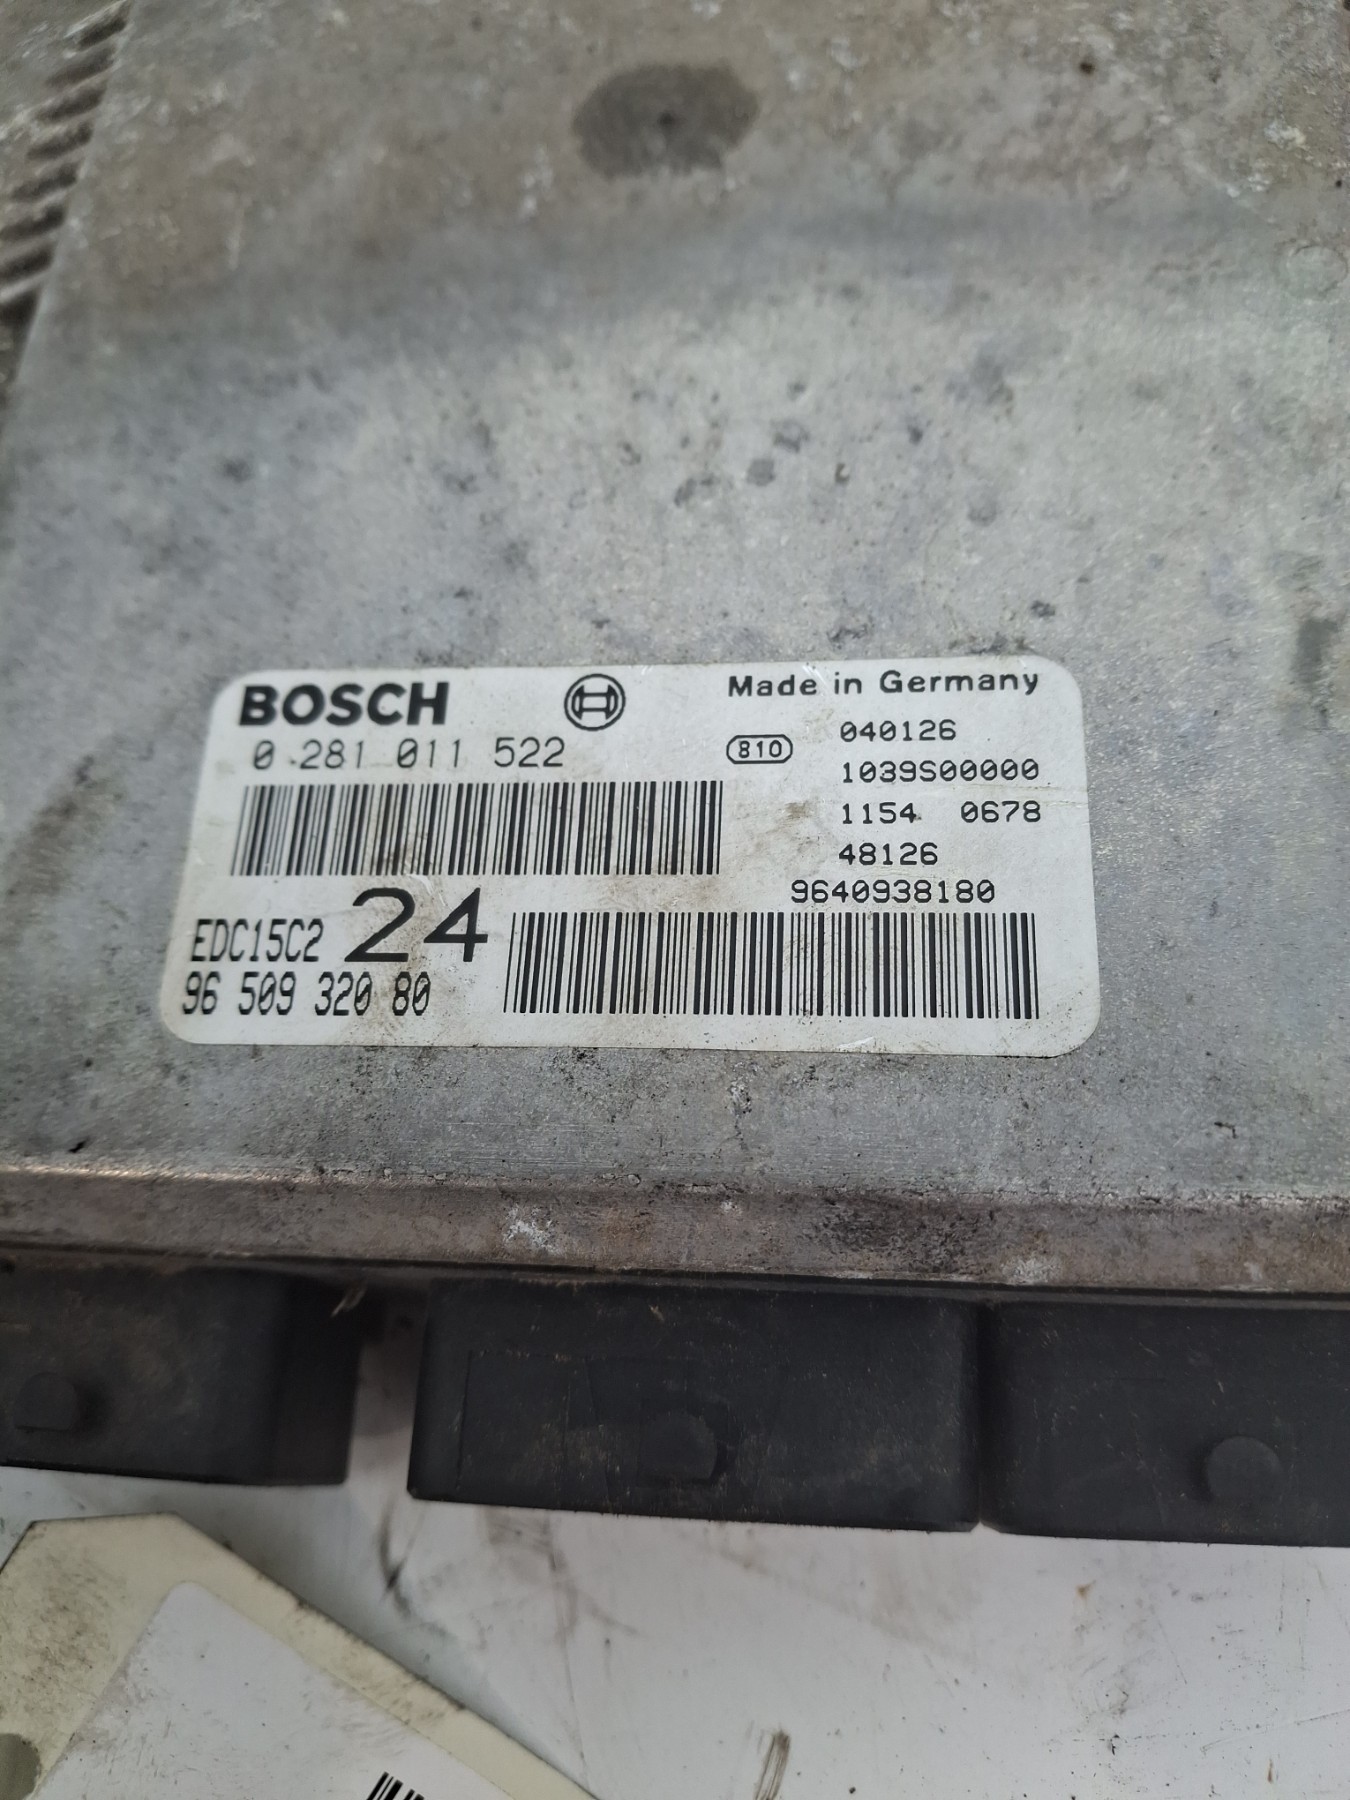 BOSCH
Made in Germany
0 281 011 522
810
040126
1039S00000
1154 0678
48126
9640938180
EDC15C2 24
96 509 320 80